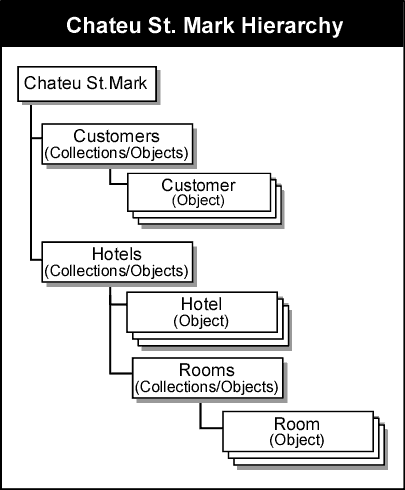 Chateu St. Mark Hierarchy
Chateu St.Mark
Customers
(Collections/Objects)
Customer
(Object)
Hotels
(Collections/Objects)
Hotel
(Object)
Rooms
(Collections/Objects)
Room
(Object)